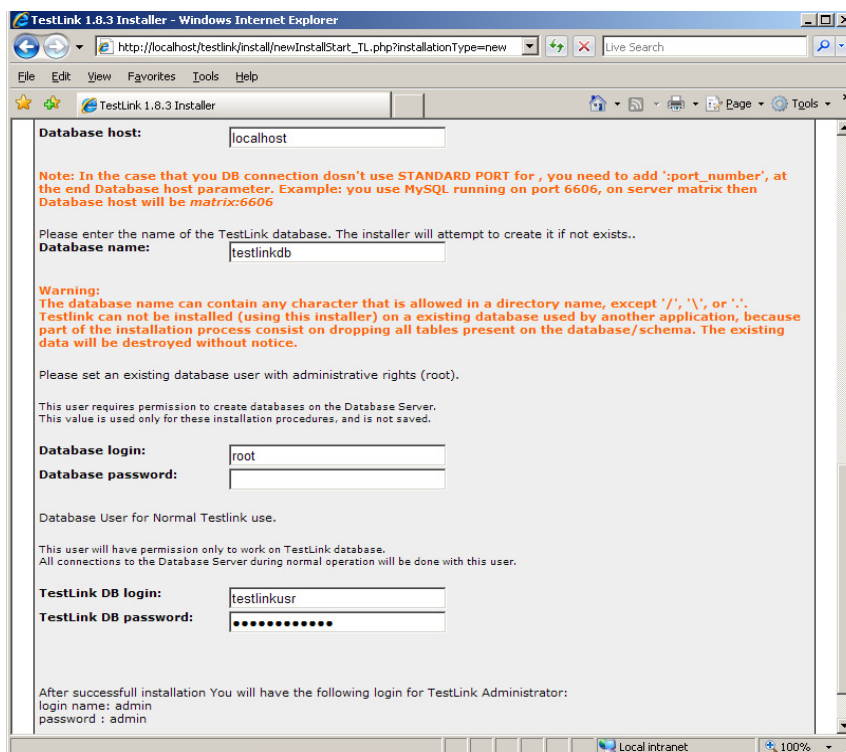 TestLink 1.8.3 Installer - Windows Internet Explorer
http://localhost/testlink/install/newInstallStart_TL.php?installationType=new
Live Search
File Edit View Favorites Tools Help
TestLink 1.8.3 Installer
Page
Tools
Database host:
localhost
Note: In the case that you DB connection dosn't use STANDARD PORT for , you need to add ':port_number', at
the end Database host parameter. Example: you use MySQL running on port 6606, on server matrix then
Database host will be matrix:6606
Please enter the name of the TestLink database. The installer will attempt to create it if not exists..
Database name:
testlinkdb
Warning:
The database name can contain any character that is allowed in a directory name, except '/', '\', or '.'.
Testlink can not be installed (using this installer) on a existing database used by another application, because
part of the installation process consist on dropping all tables present on the database/schema. The existing
data will be destroyed without notice.
Please set an existing database user with administrative rights (root).
This user requires permission to create databases on the Database Server.
This value is used only for these installation procedures, and is not saved.
Database login:
root
Database password:
Database User for Normal Testlink use.
This user will have permission only to work on TestLink database.
All connections to the Database Server during normal operation will be done with this user.
TestLink DB login:
testlinkusr
TestLink DB password:
●●●●●●●●●●●●
After successfull installation You will have the following login for TestLink Administrator:
login name: admin
password : admin
Local intranet
100%